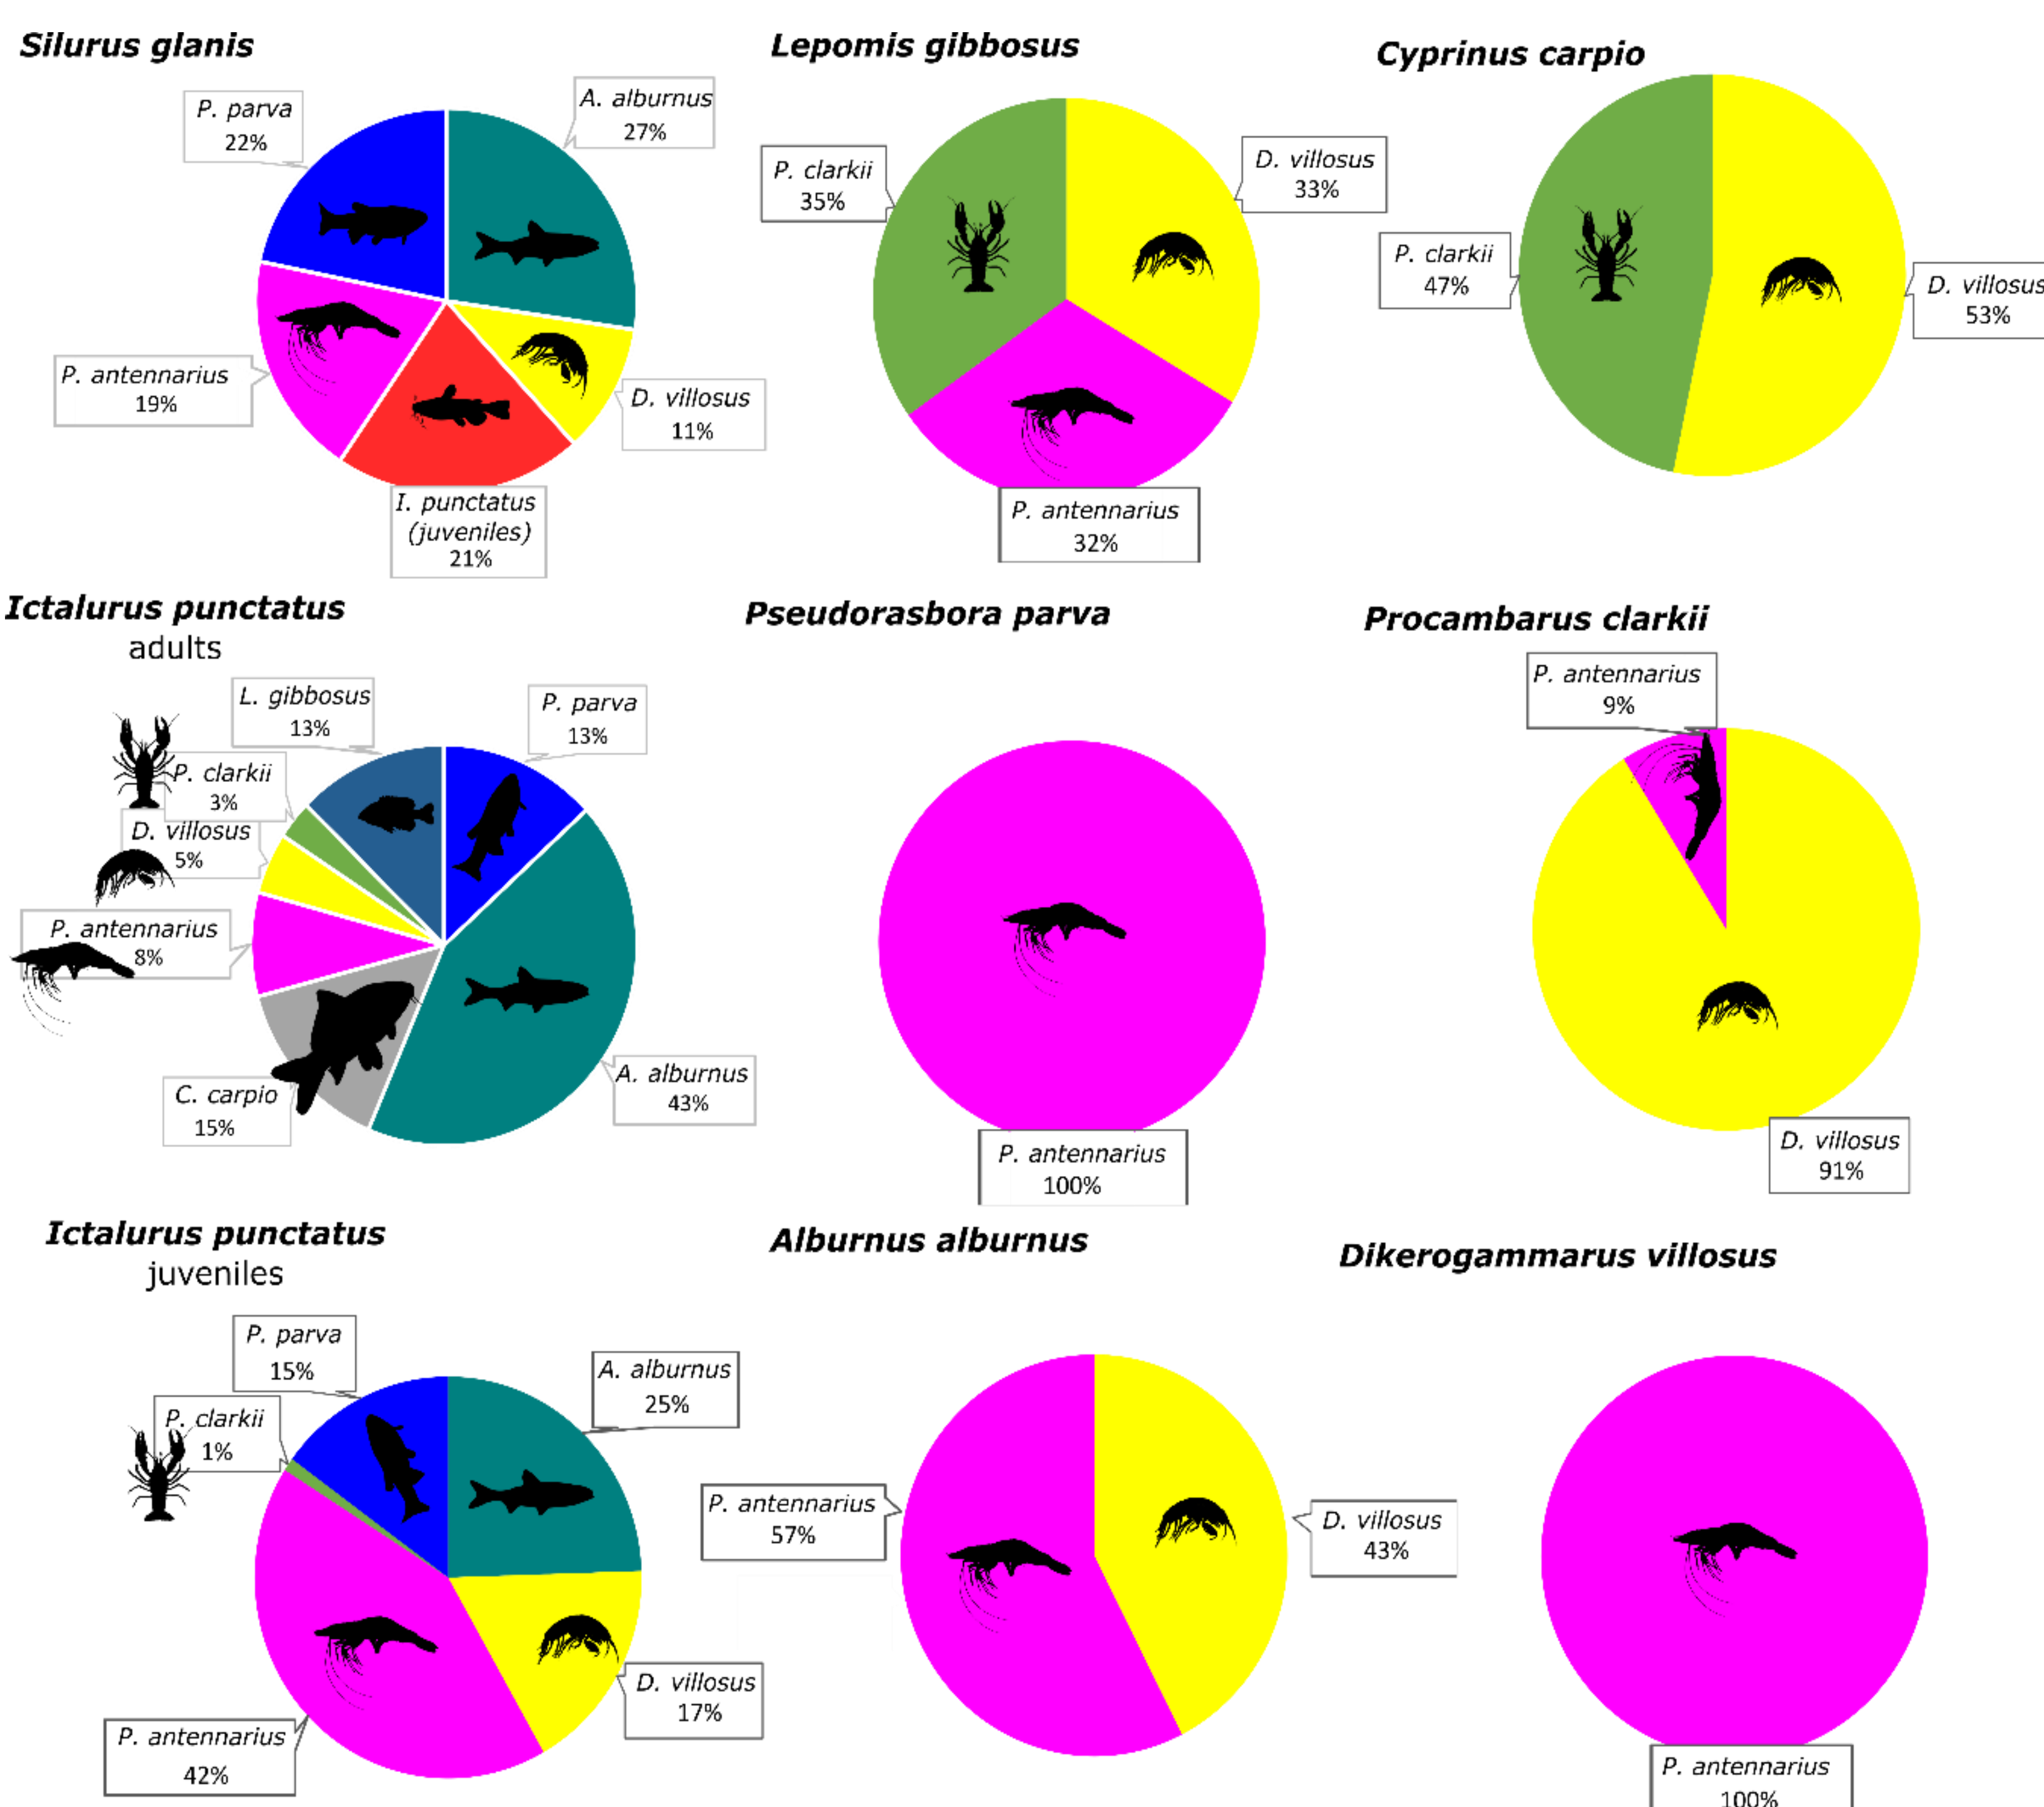 Silurus glanis
P. parva
22%
A. alburnus
27%
P. antennarius
19%
D. villosus
11%
I. punctatus
(juveniles)
21%
Lepomis gibbosus
P. clarkii
35%
D. villosus
33%
P. antennarius
32%
Cyprinus carpio
P. clarkii
47%
D. villosus
53%
Ictalurus punctatus
adults
L. gibbosus
13%
P. parva
13%
P. clarkii
3%
D. villosus
5%
P. antennarius
8%
C. carpio
15%
A. alburnus
43%
Pseudorasbora parva
P. antennarius
100%
Procambarus clarkii
P. antennarius
9%
D. villosus
91%
Ictalurus punctatus
juveniles
P. parva
15%
A. alburnus
25%
P. clarkii
1%
D. villosus
17%
P. antennarius
42%
Alburnus alburnus
P. antennarius
57%
D. villosus
43%
Dikerogammarus villosus
P. antennarius
100%